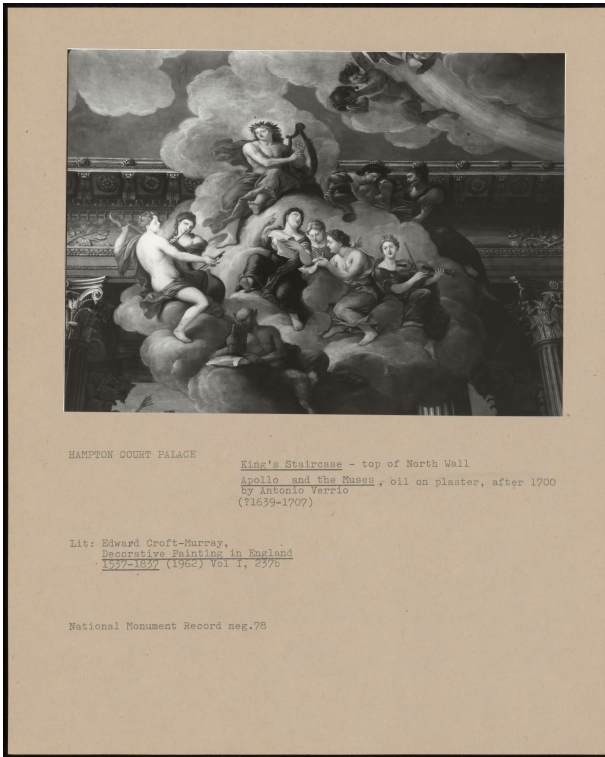 HAMPTON COURT PALACE
King's Staircase - top of North Wall
Apollo and the Muses, oil on plaster, after 1700
by Antonio Verrio
(?1639-1707)
Lit: Edward Croft-Murray,
Decorative Painting in England
1537-1837 (1962) Vol I, 237b
National Monument Record neg.78